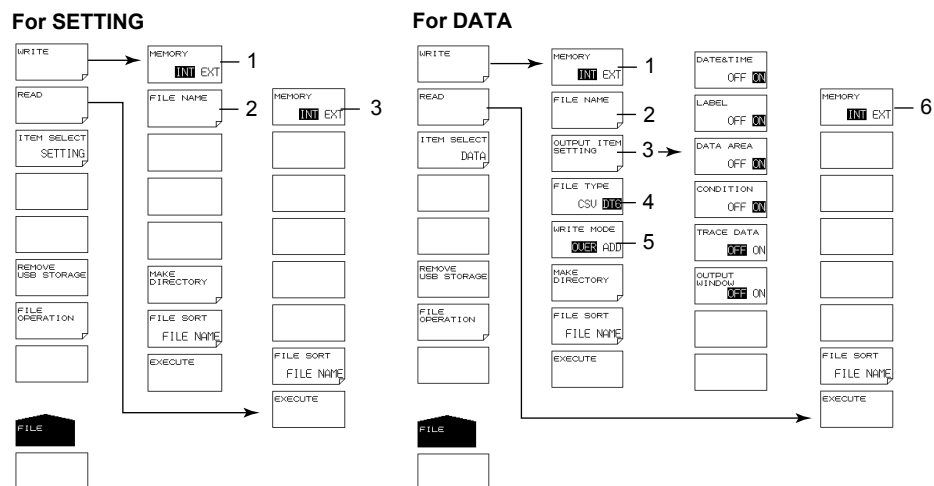 For SETTING
WRITE
READ
ITEM SELECT
SETTING
REMOVE
USB STORAGE
FILE
OPERATION
FILE
MEMORY
INT EXT
1
FILE NAME
2
MAKE
DIRECTORY
FILE SORT
FILE NAME
EXECUTE
MEMORY
INT EXT
3
FILE SORT
FILE NAME
EXECUTE
For DATA
WRITE
READ
ITEM SELECT
DATA
REMOVE
USB STORAGE
FILE
OPERATION
FILE
MEMORY
INT EXT
1
FILE NAME
2
OUTPUT ITEM
SETTING
3
FILE TYPE
CSV DT6
4
WRITE MODE
OVER ADD
5
MAKE
DIRECTORY
FILE SORT
FILE NAME
EXECUTE
DATE&TIME
OFF ON
LABEL
OFF ON
DATA AREA
OFF ON
CONDITION
OFF ON
TRACE DATA
OFF ON
OUTPUT
WINDOW
OFF ON
MEMORY
INT EXT
6
FILE SORT
FILE NAME
EXECUTE